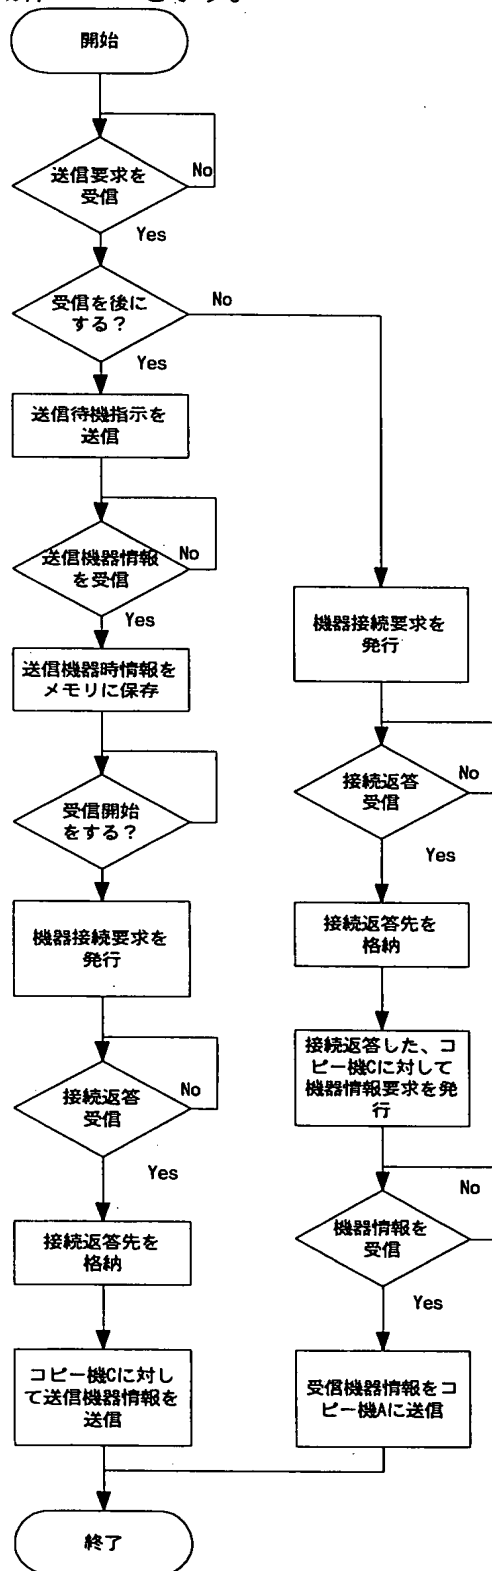 開始
送信要求を
受信
No
Yes
受信を後に
する?
No
Yes
送信待機指示を
送信
送信機器情報
を受信
No
Yes
送信機器時情報を
メモリに保存
受信開始
をする?
機器接続要求を
発行
接続返答
受信
No
Yes
接続返答先を
格納
コピー機Cに対し
て送信機器情報を
送信
機器接続要求を
発行
接続返答
受信
No
Yes
接続返答先を
格納
接続返答した、コ
ピー機Cに対して
機器情報要求を発
行
No
機器情報を
受信
Yes
受信機器情報をコ
ピー機Aに送信
終了